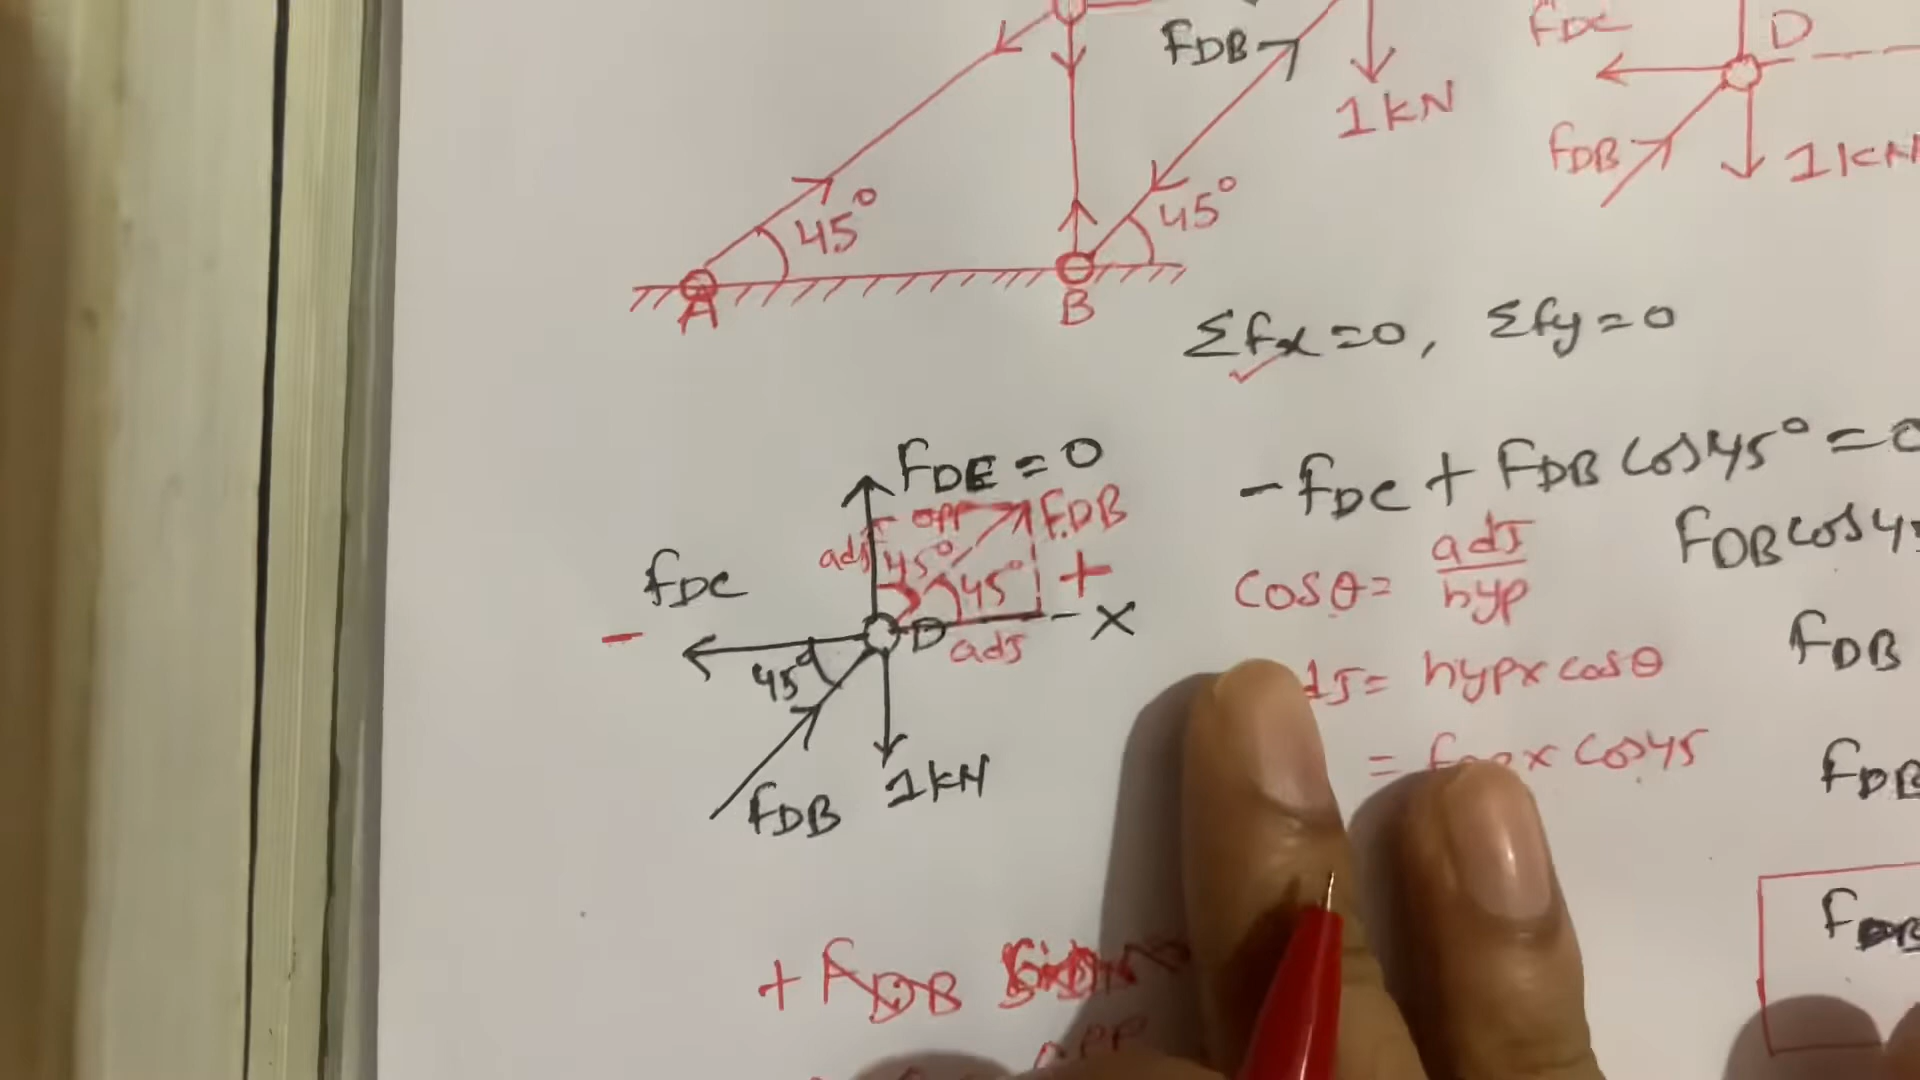 FDB
1KN
FDC
D
FDB
1KN
45°
45°
A
B
Σfx=0, Σfy=0
FDE=0
opp
FDB
adj
45°
45°
+
FDC
-
D
adj
-X
45°
FDB
1KN
-FDC + FDB cos45° = 0
cosθ = adj/hyp
FDB cos4
= hyp x cosθ
FDB
= x cos45
FDB
+ FDB